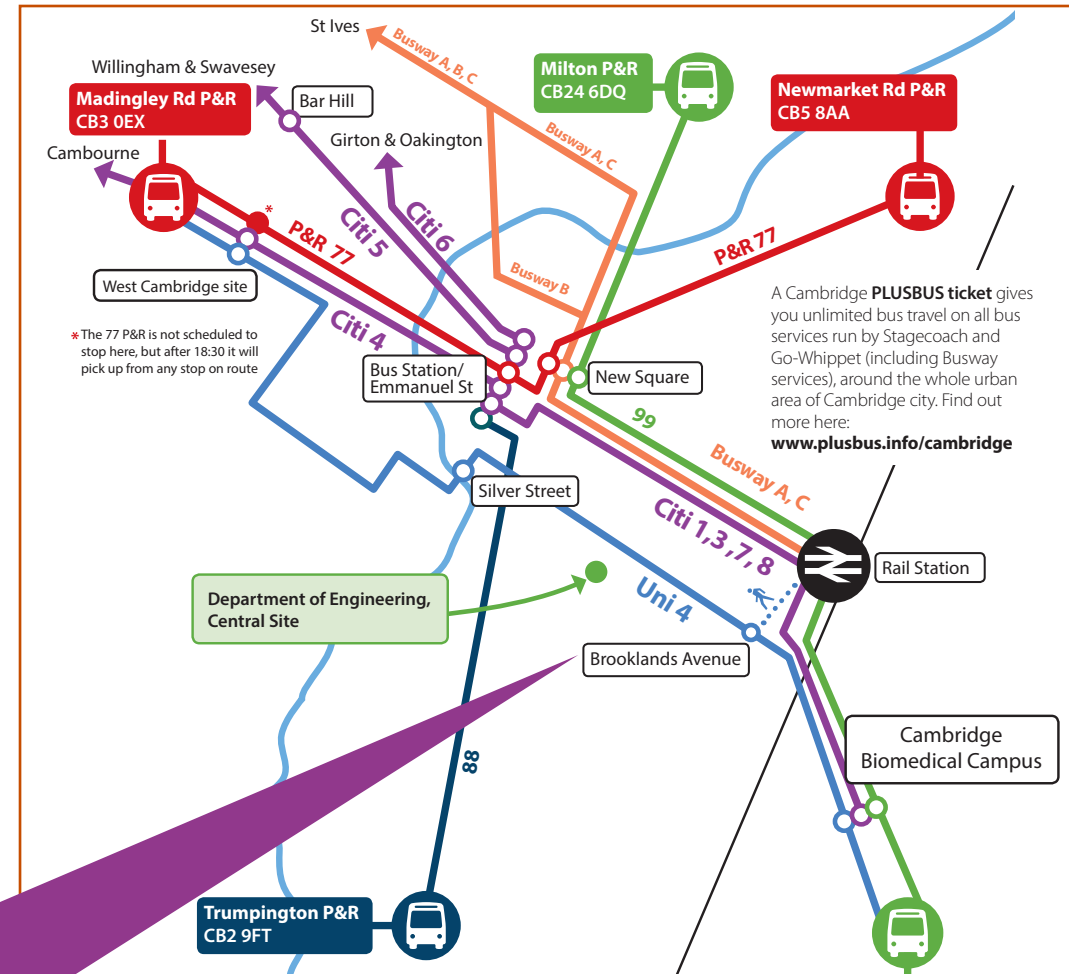 St Ives
Busway A, B, C
Willingham & Swavesey
Milton P&R
CB24 6DQ
Newmarket Rd P&R
CB5 8AA
Madingley Rd P&R
CB3 0EX
Bar Hill
Busway A, C
Girton & Oakington
Cambourne
*
P&R 77
Citi 5
Citi 6
P&R 77
Busway B
West Cambridge site
Citi 4
* The 77 P&R is not scheduled to
stop here, but after 18:30 it will
pick up from any stop on route
A Cambridge PLUSBUS ticket gives
you unlimited bus travel on all bus
services run by Stagecoach and
Go-Whippet (including Busway
services), around the whole urban
area of Cambridge city. Find out
more here:
www.plusbus.info/cambridge
Bus Station/
Emmanuel St
New Square
99
Busway A, C
Silver Street
Citi 1,3 ,7, 8
Rail Station
Department of Engineering,
Central Site
Uni 4
Brooklands Avenue
Cambridge
Biomedical Campus
88
Trumpington P&R
CB2 9FT